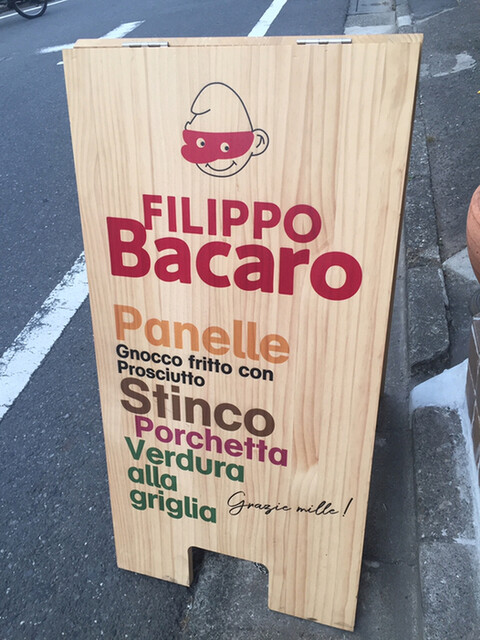 FILIPPO
Bacaro
Panelle
Gnocco fritto con
Prosciutto
Stinco
Porchetta
Verdura
alla
griglia
Grazie mille!